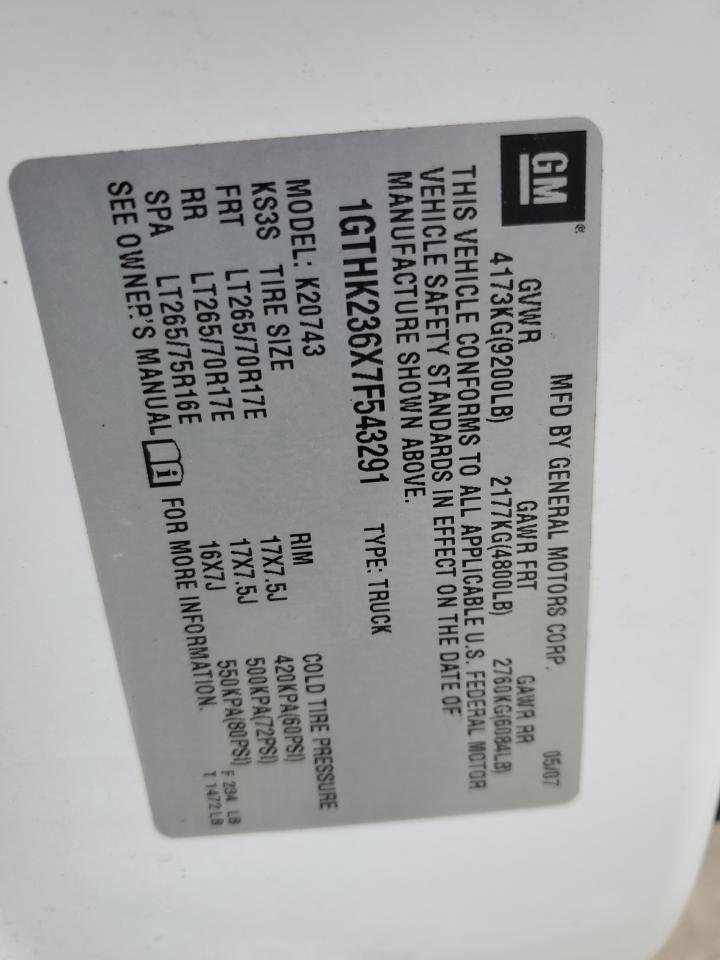 GM®
MFD BY GENERAL MOTORS CORP. 05/07
GVWR GAWR FRT GAWR RR
4173KG(9200LB) 2177KG(4800LB) 2760KG(6084LB)
THIS VEHICLE CONFORMS TO ALL APPLICABLE U.S. FEDERAL MOTOR
VEHICLE SAFETY STANDARDS IN EFFECT ON THE DATE OF
MANUFACTURE SHOWN ABOVE.
1GTHK236X7F543291 TYPE: TRUCK
MODEL: K20743
KS3S TIRE SIZE RIM COLD TIRE PRESSURE
FRT LT265/70R17E 17X7.5J 420KPA(60PSI)
RR LT265/70R17E 17X7.5J 500KPA(72PSI)
SPA LT265/75R16E 16X7J 550KPA(80PSI)
SEE OWNER'S MANUAL FOR MORE INFORMATION.
F 234 LB
T 1472 LB